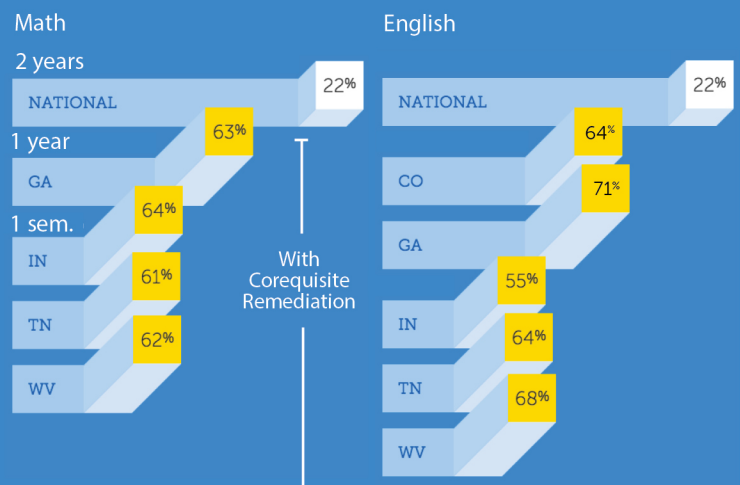 Math
2 years
22%
NATIONAL
63%
1 year
GA
64%
1 sem.
IN
61%
TN
62%
WV
With
Corequisite
Remediation
English
22%
NATIONAL
64%
CO
71%
GA
55%
IN
64%
TN
68%
WV